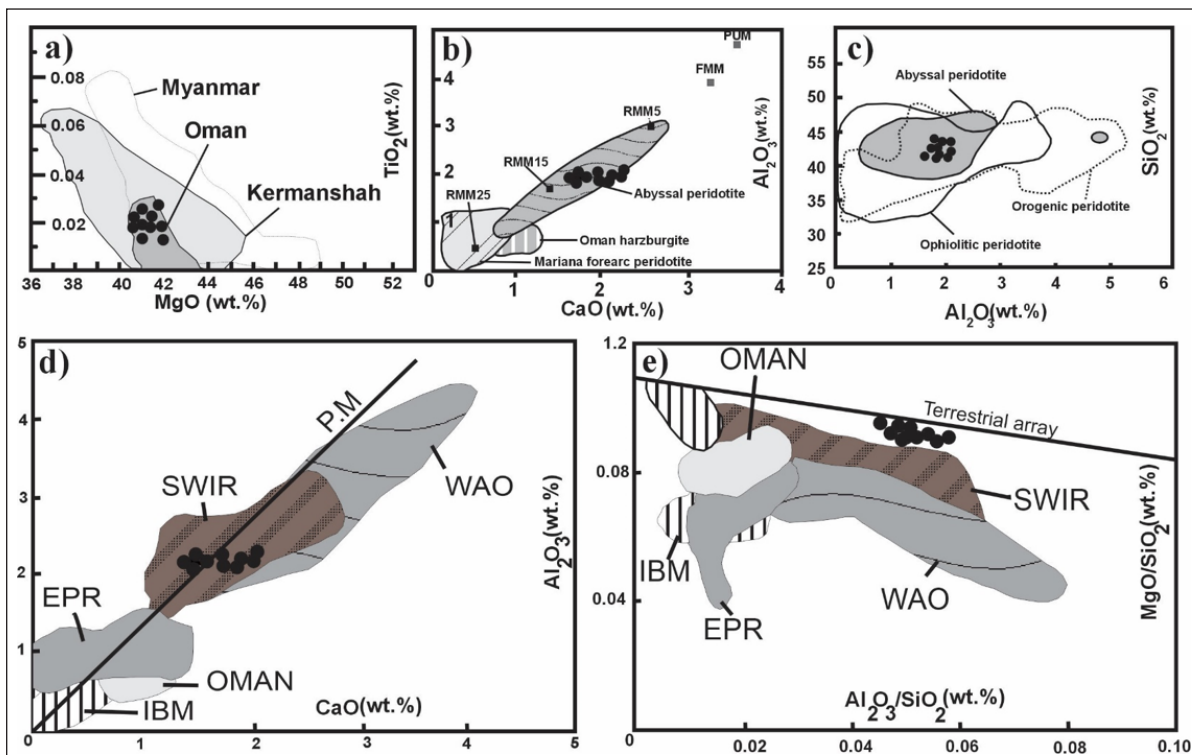 a)
0.08
0.06
0.04
0.02
Myanmar
Oman
Kermanshah
TiO2(wt.%)
36 38 40 42 44 46 48 50 52
MgO (wt.%)
b)
4
3
2
1
PUM
FMM
RMM5
RMM15
RMM25
Abyssal peridotite
Oman harzburgite
Mariana forearc peridotite
Al2O3(wt.%)
1 2 3 4
CaO(wt.%)
c)
55
50
45
40
35
30
25
Abyssal peridotite
Orogenic peridotite
Ophiolitic peridotite
SiO2(wt.%)
0 1 2 3 4 5 6
Al2O3(wt.%)
d)
5
4
3
2
1
P.M
SWIR
WAO
EPR
OMAN
IBM
Al2O3(wt.%)
0 1 2 3 4 5
CaO(wt.%)
e)
1.2
0.08
0.04
OMAN
Terrestrial array
SWIR
IBM
EPR
WAO
MgO/SiO2(wt.%)
Al2O3/SiO2(wt.%)
0 0.02 0.04 0.06 0.08 0.10